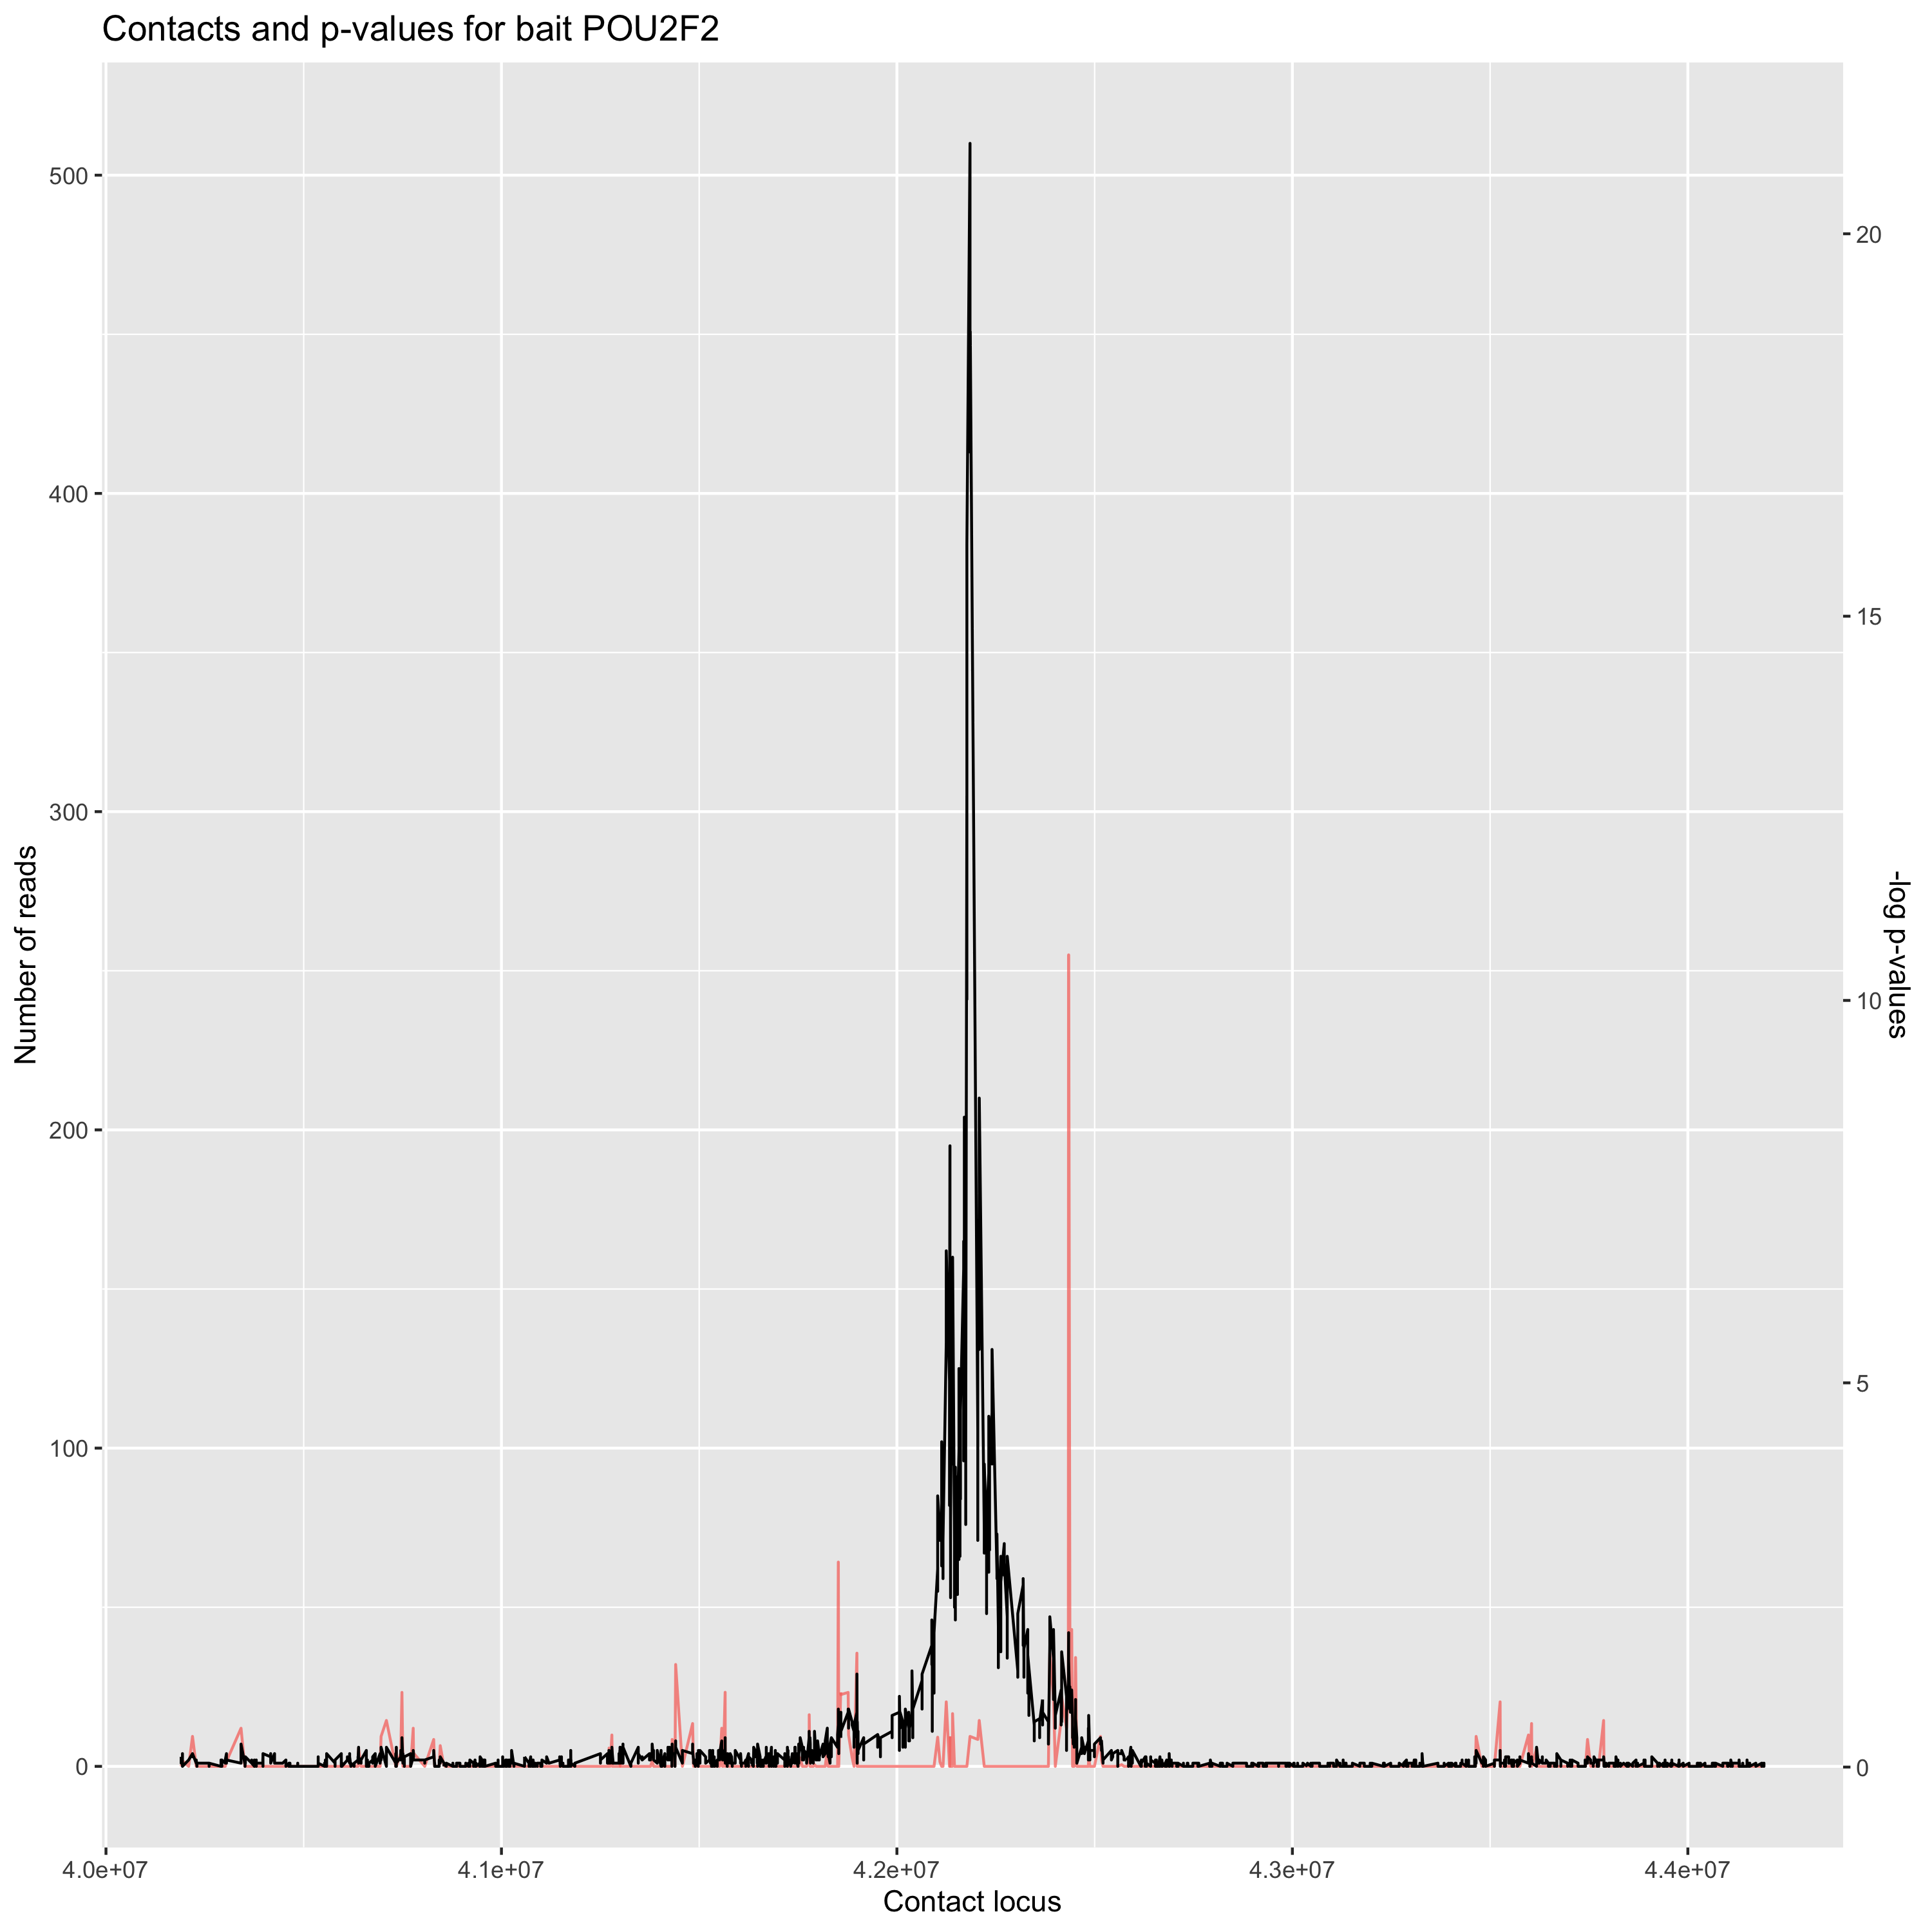 Contacts and p-values for bait POU2F2
500
400
300
200
100
0
Number of reads
20
15
10
5
0
-log p-values
4.0e+07
4.1e+07
4.2e+07
4.3e+07
4.4e+07
Contact locus